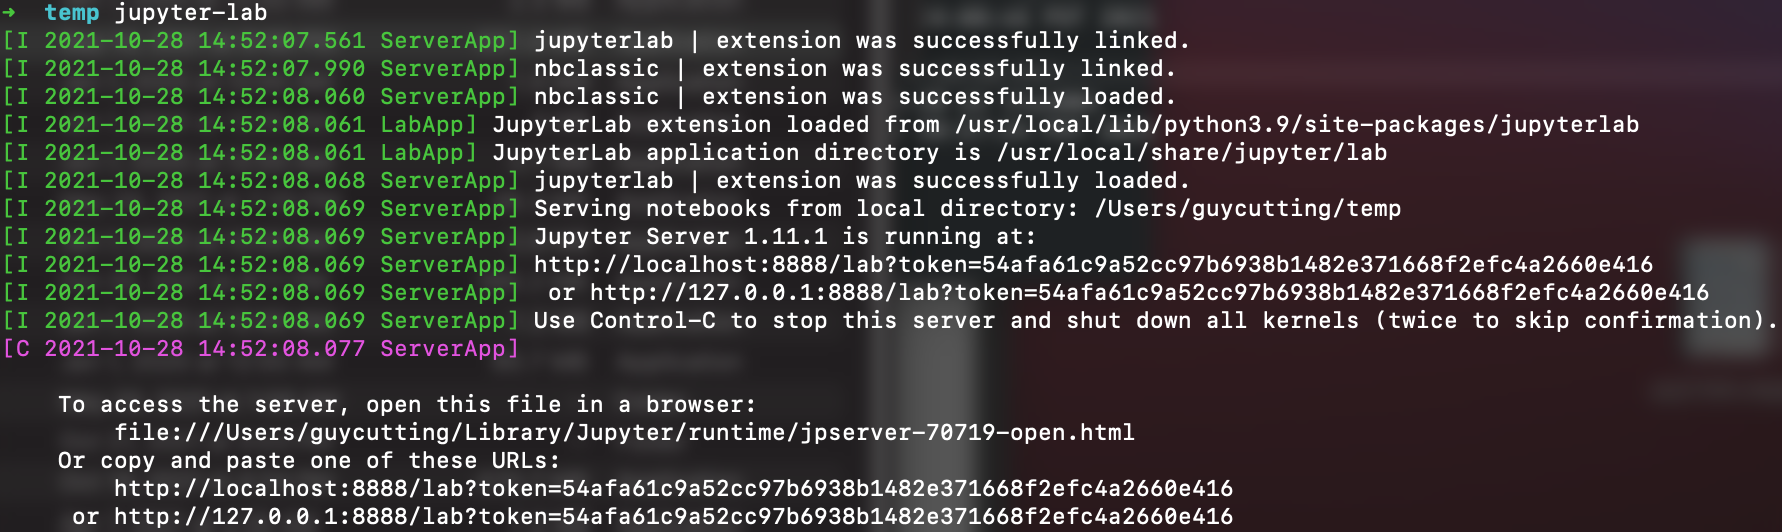 ➜ temp jupyter-lab
[I 2021-10-28 14:52:07.561 ServerApp] jupyterlab | extension was successfully linked.
[I 2021-10-28 14:52:07.990 ServerApp] nbclassic | extension was successfully linked.
[I 2021-10-28 14:52:08.060 ServerApp] nbclassic | extension was successfully loaded.
[I 2021-10-28 14:52:08.061 LabApp] JupyterLab extension loaded from /usr/local/lib/python3.9/site-packages/jupyterlab
[I 2021-10-28 14:52:08.061 LabApp] JupyterLab application directory is /usr/local/share/jupyter/lab
[I 2021-10-28 14:52:08.068 ServerApp] jupyterlab | extension was successfully loaded.
[I 2021-10-28 14:52:08.069 ServerApp] Serving notebooks from local directory: /Users/guycutting/temp
[I 2021-10-28 14:52:08.069 ServerApp] Jupyter Server 1.11.1 is running at:
[I 2021-10-28 14:52:08.069 ServerApp] http://localhost:8888/lab?token=54afa61c9a52cc97b6938b1482e371668f2efc4a2660e416
[I 2021-10-28 14:52:08.069 ServerApp]  or http://127.0.0.1:8888/lab?token=54afa61c9a52cc97b6938b1482e371668f2efc4a2660e416
[I 2021-10-28 14:52:08.069 ServerApp] Use Control-C to stop this server and shut down all kernels (twice to skip confirmation).
[C 2021-10-28 14:52:08.077 ServerApp]
To access the server, open this file in a browser:
file:///Users/guycutting/Library/Jupyter/runtime/jpserver-70719-open.html
Or copy and paste one of these URLs:
http://localhost:8888/lab?token=54afa61c9a52cc97b6938b1482e371668f2efc4a2660e416
or http://127.0.0.1:8888/lab?token=54afa61c9a52cc97b6938b1482e371668f2efc4a2660e416